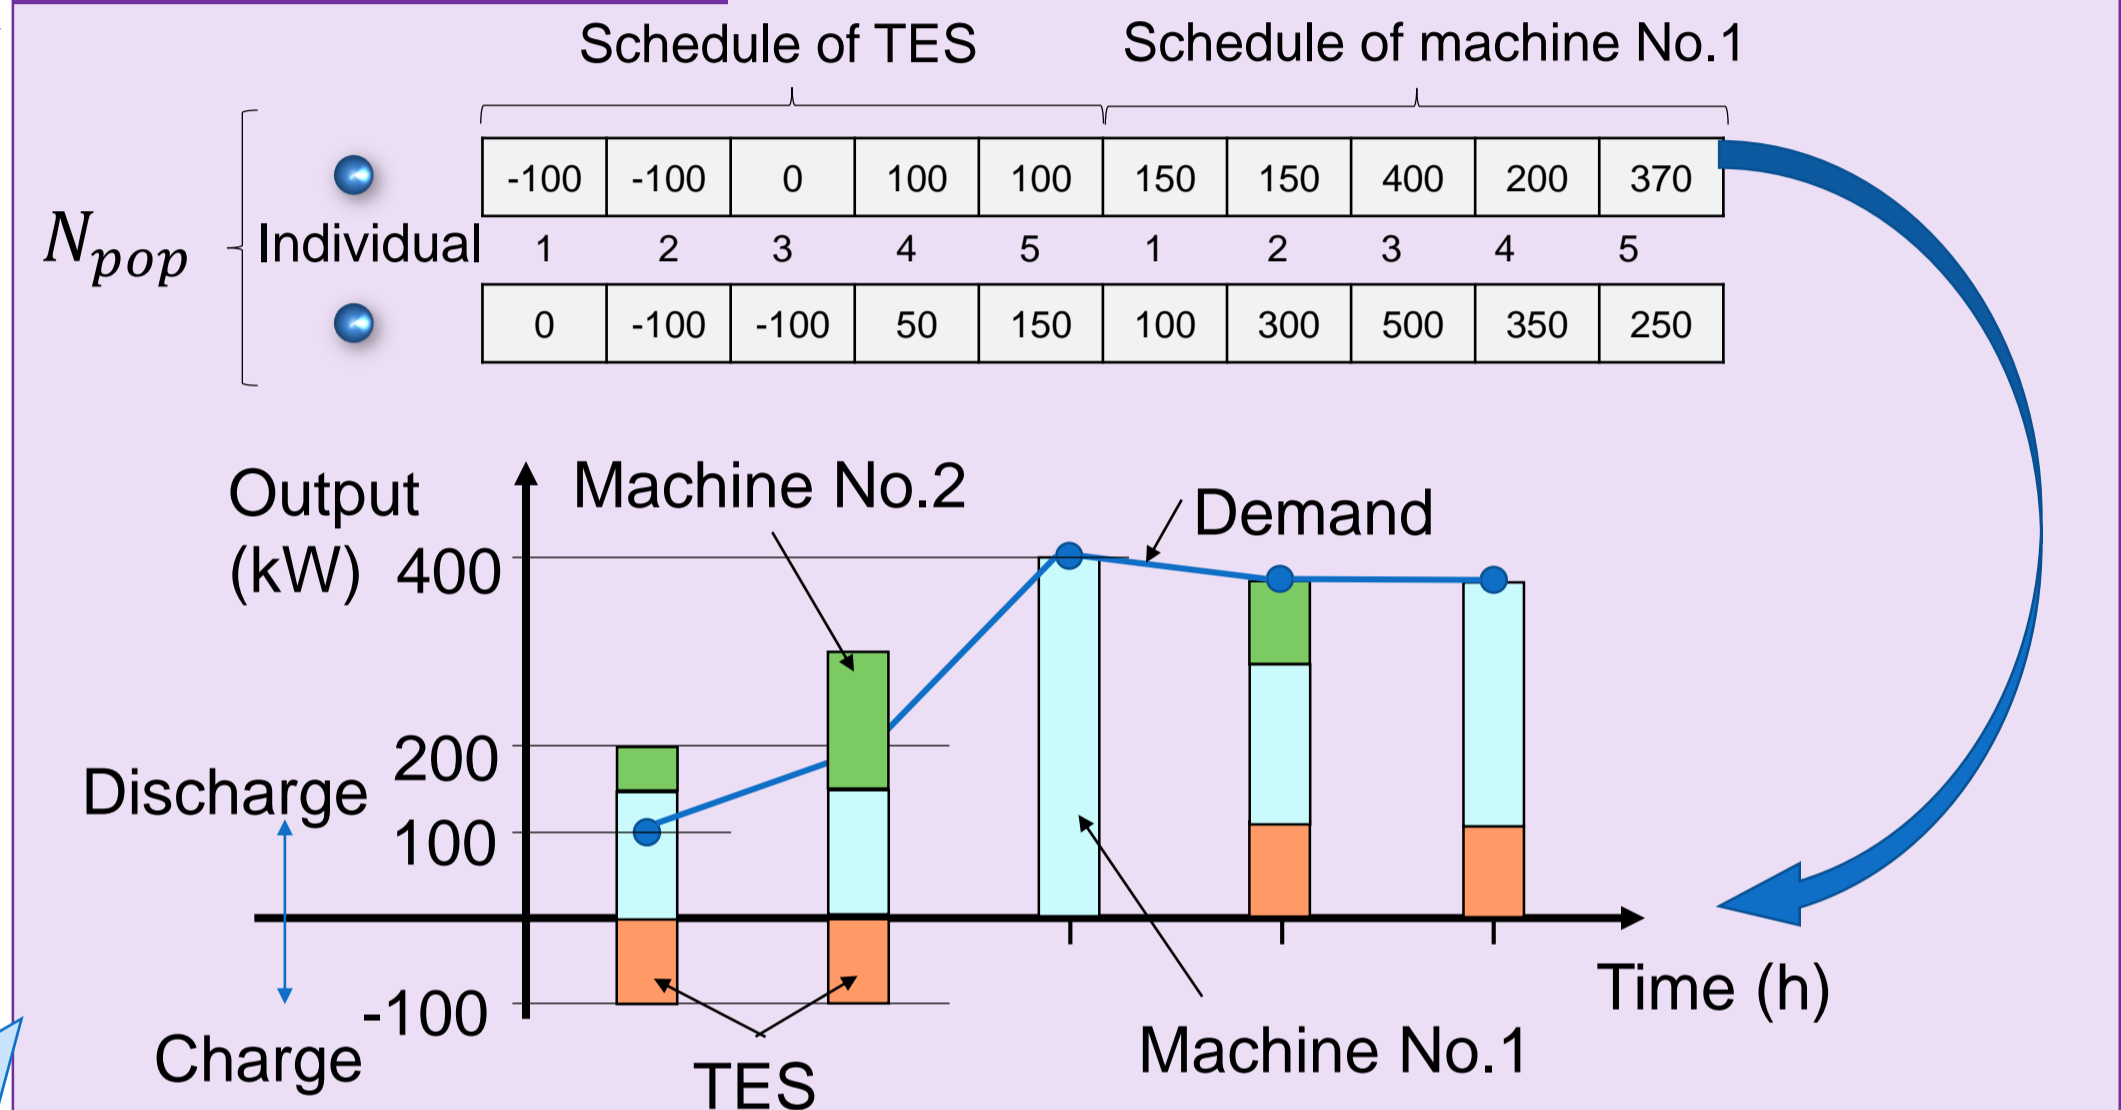 Schedule of TES Schedule of machine No.1
-100 -100 0 100 100 150 150 400 200 370
N_pop
Individual 1 2 3 4 5 1 2 3 4 5
0 -100 -100 50 150 100 300 500 350 250
Output
(kW)
Machine No.2
Demand
400
200
Discharge
100
-100
Charge
TES
Machine No.1
Time (h)